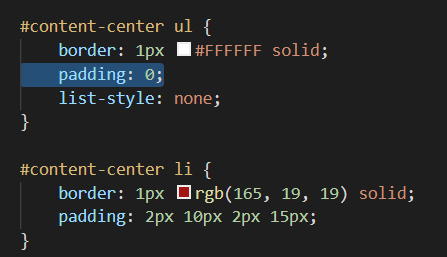 #content-center ul {
border: 1px #FFFFFF solid;
padding: 0;
list-style: none;
}
#content-center li {
border: 1px rgb(165, 19, 19) solid;
padding: 2px 10px 2px 15px;
}